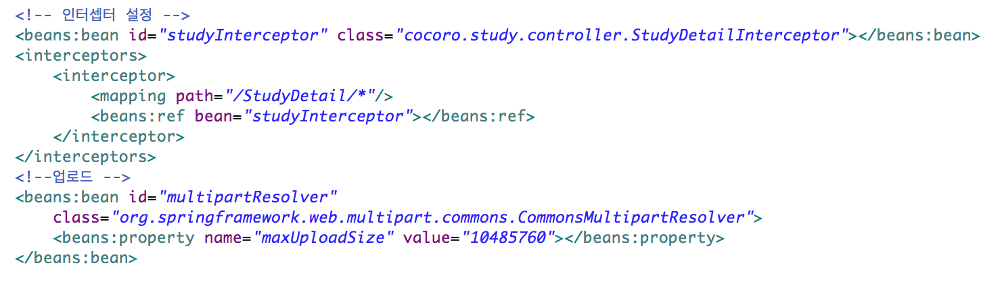 <!-- 인터셉터 설정 -->
<beans:bean id="studyInterceptor" class="cocoro.study.controller.StudyDetailInterceptor"></beans:bean>
<interceptors>
    <interceptor>
        <mapping path="/StudyDetail/*"/>
        <beans:ref bean="studyInterceptor"></beans:ref>
    </interceptor>
</interceptors>
<!--업로드 -->
<beans:bean id="multipartResolver"
    class="org.springframework.web.multipart.commons.CommonsMultipartResolver">
    <beans:property name="maxUploadSize" value="10485760"></beans:property>
</beans:bean>